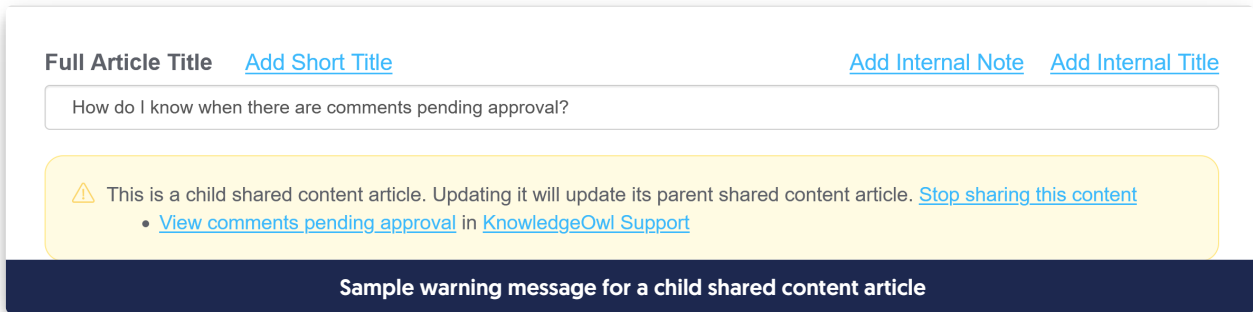 Full Article Title Add Short Title Add Internal Note Add Internal Title
How do I know when there are comments pending approval?
This is a child shared content article. Updating it will update its parent shared content article. Stop sharing this content
• View comments pending approval in KnowledgeOwl Support
Sample warning message for a child shared content article